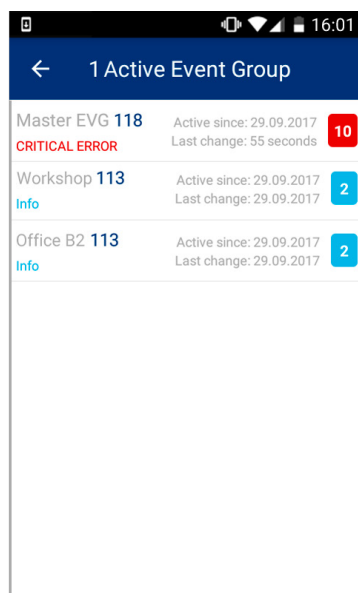 16:01
1 Active Event Group
Master EVG 118
Active since: 29.09.2017
CRITICAL ERROR
Last change: 55 seconds
10
Workshop 113
Active since: 29.09.2017
Info
Last change: 29.09.2017
2
Office B2 113
Active since: 29.09.2017
Info
Last change: 29.09.2017
2